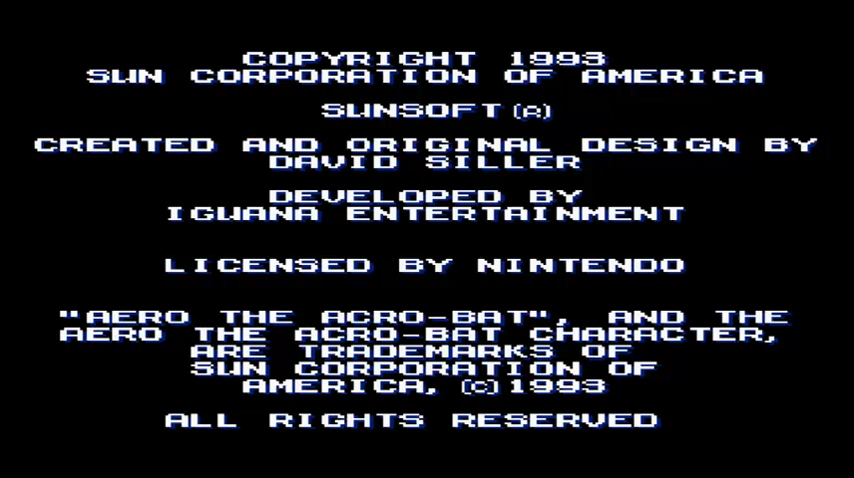 COPYRIGHT 1993
SUN CORPORATION OF AMERICA
SUNSOFT(A)
CREATED AND ORIGINAL DESIGN BY
DAVID SILLER
DEVELOPED BY
IGUANA ENTERTAINMENT
LICENSED BY NINTENDO
"AERO THE ACRO-BAT", AND THE
AERO THE ACRO-BAT CHARACTER,
ARE TRADEMARKS OF
SUN CORPORATION OF
AMERICA, (C)1993
ALL RIGHTS RESERVED